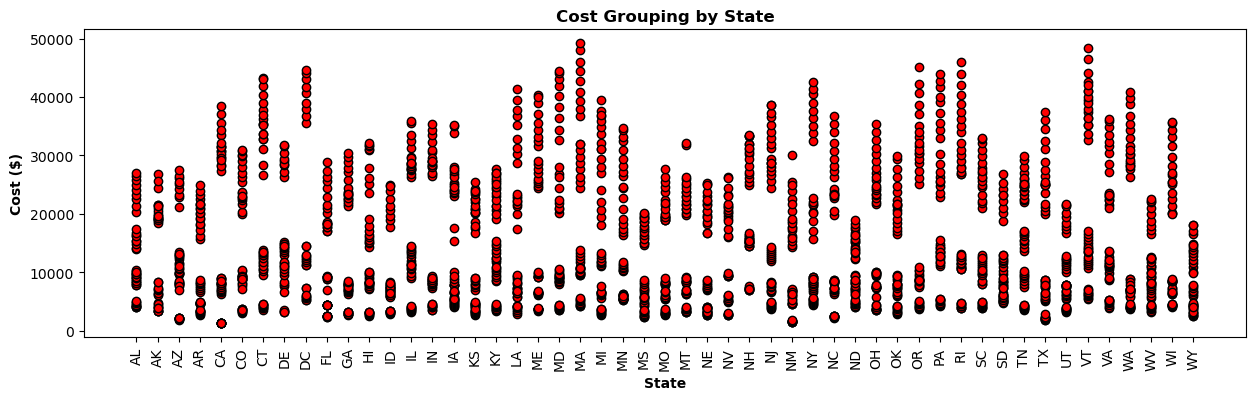 Cost Grouping by State
50000
40000
30000
20000
10000
0
Cost ($)
AL AK AZ AR CA CO CT DE DC FL GA HI ID IL IN IA KS KY LA ME MD MA MI MN MS MO MT NE NV NH NJ NM NY NC ND OH OK OR PA RI SC SD TN TX UT VT VA WA WV WI WY
State